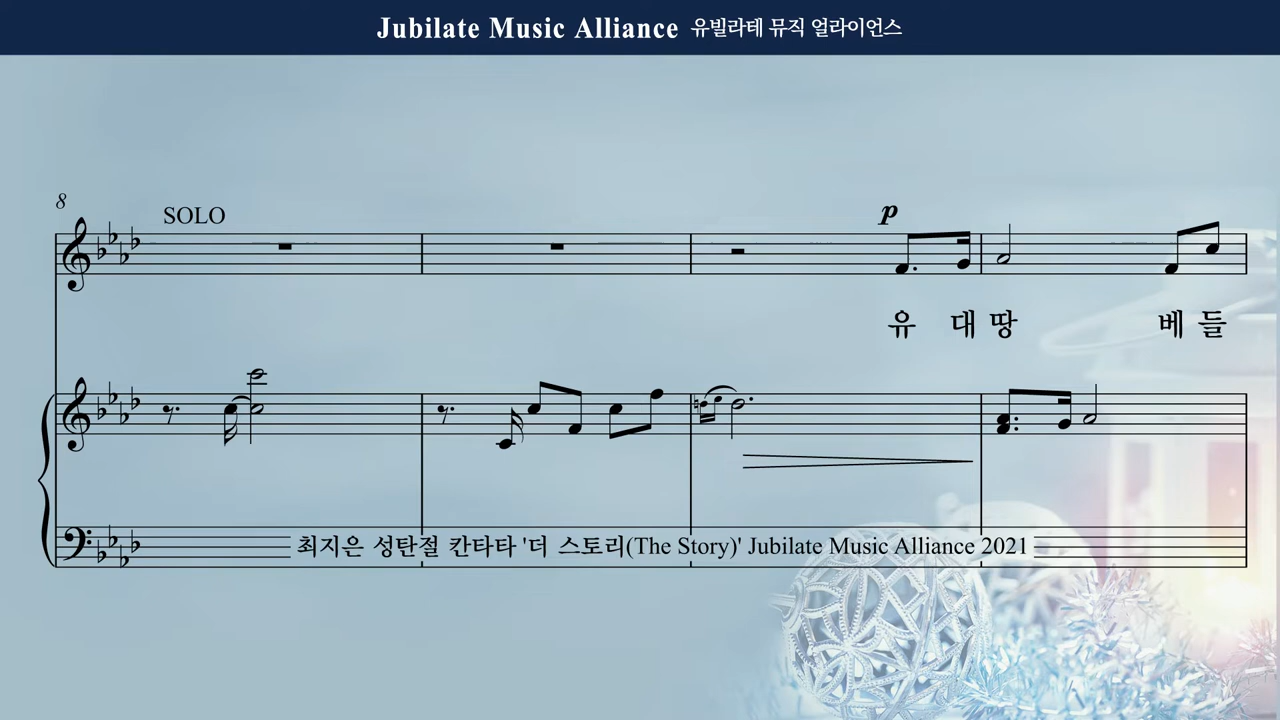 Jubilate Music Alliance 유빌라테 뮤직 얼라이언스
8
SOLO
p
유 대 땅 베 들
최지은 성탄절 칸타타 '더 스토리(The Story)' Jubilate Music Alliance 2021